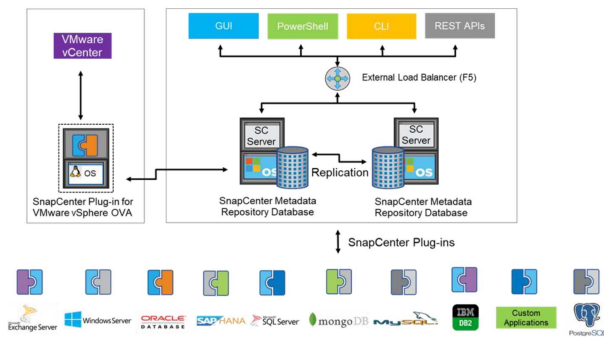 GUI
PowerShell
CLI
REST APIs
VMware
vCenter
External Load Balancer (F5)
SC
Server
SC
Server
OS
OS
OS
Replication
SnapCenter Plug-in for
VMware vSphere OVA
SnapCenter Metadata
Repository Database
SnapCenter Metadata
Repository Database
SnapCenter Plug-ins
Microsoft
Exchange Server
Windows Server
ORACLE
DATABASE
SAP HANA
Microsoft
SQL Server
mongoDB
MySQL
IBM
DB2
Custom
Applications
PostgreSQL